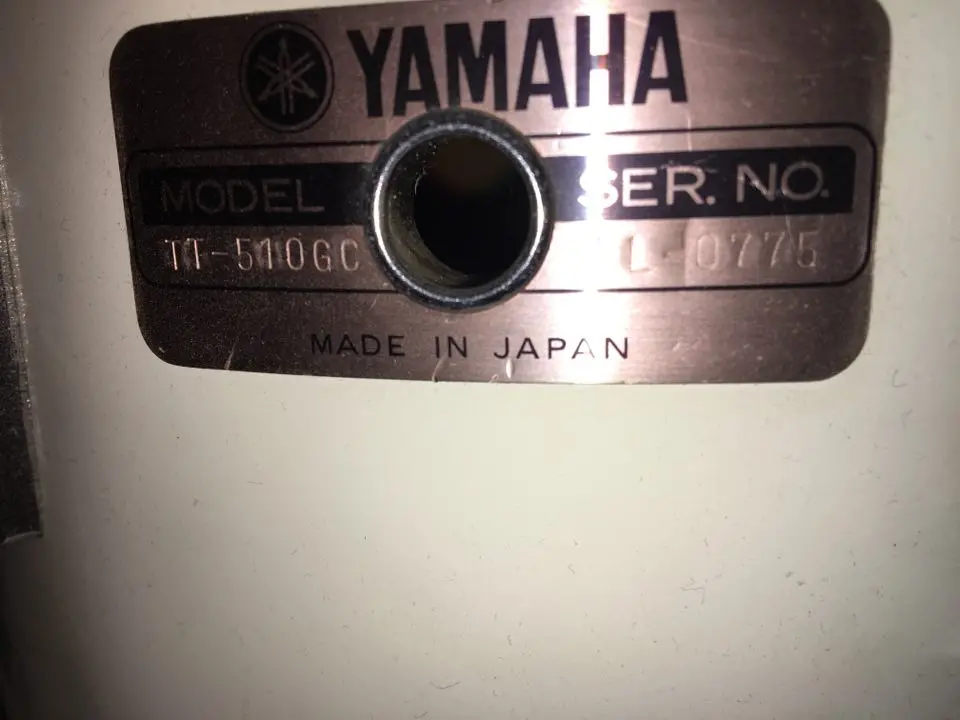 YAMAHA
MODEL SER. NO.
TT-510GC L 0775
MADE IN JAPAN